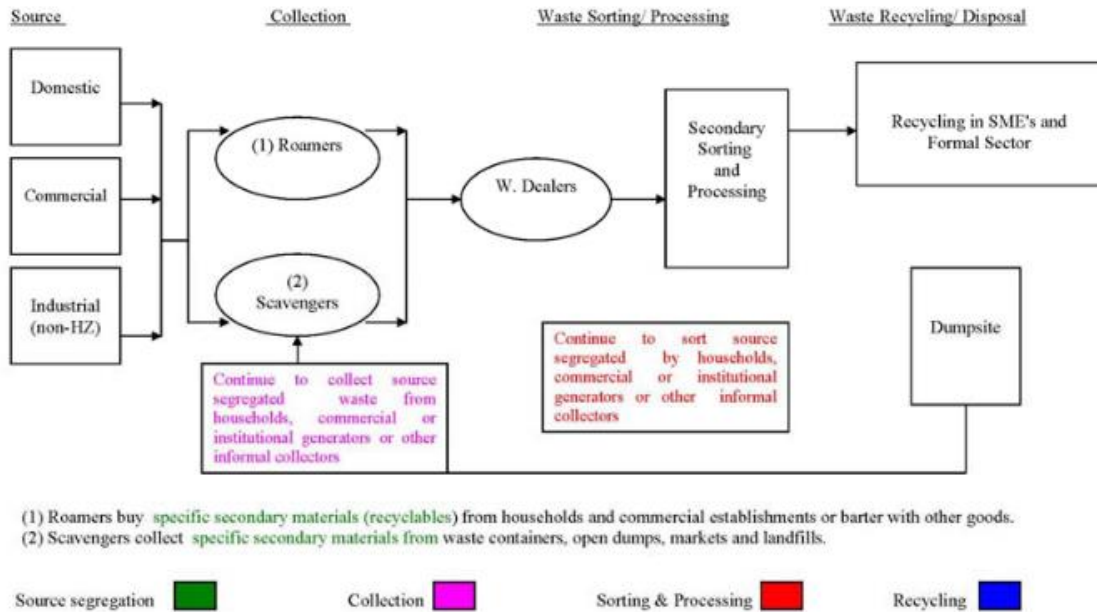 Source
Collection
Waste Sorting/ Processing
Waste Recycling/ Disposal
Domestic
Commercial
Industrial
(non-HZ)
(1) Roamers
(2)
Scavengers
W. Dealers
Secondary
Sorting
and
Processing
Recycling in SME's and
Formal Sector
Dumpsite
Continue to collect source
segregated waste from
households, commercial or
institutional generators or other
informal collectors
Continue to sort source
segregated by households,
commercial or institutional
generators or other informal
collectors
(1) Roamers buy specific secondary materials (recyclables) from households and commercial establishments or barter with other goods.
(2) Scavengers collect specific secondary materials from waste containers, open dumps, markets and landfills.
Source segregation
Collection
Sorting & Processing
Recycling